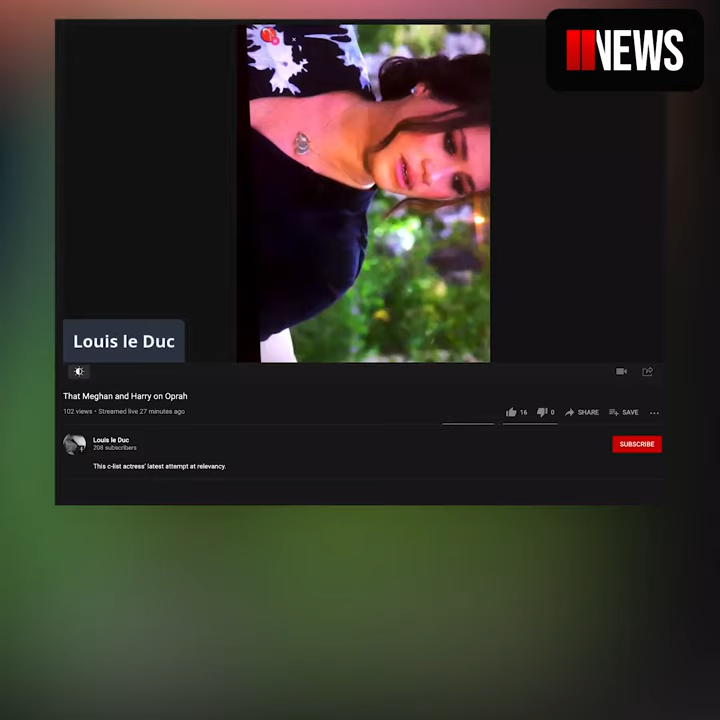 NEWS
Louis le Duc
That Meghan and Harry on Oprah
102 views • Streamed live 27 minutes ago
16
0
SHARE
SAVE
Louis le Duc
208 subscribers
SUBSCRIBE
This c-list actress' latest attempt at relevancy.